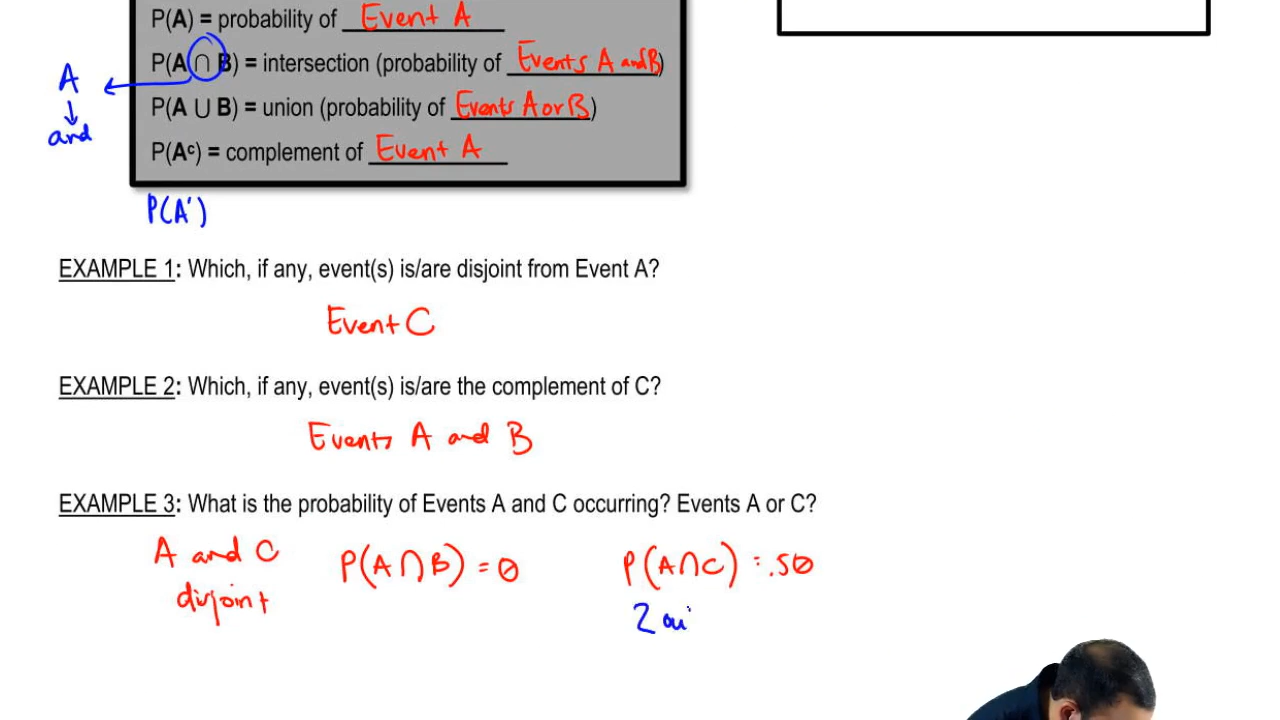 P(A) = probability of Event A
P(A ∩ B) = intersection (probability of Events A and B)
A
and
P(A ∪ B) = union (probability of Events A or B)
P(Aᶜ) = complement of Event A
P(A')
EXAMPLE 1: Which, if any, event(s) is/are disjoint from Event A?
Event C
EXAMPLE 2: Which, if any, event(s) is/are the complement of C?
Events A and B
EXAMPLE 3: What is the probability of Events A and C occurring? Events A or C?
A and C P(A∩B) = 0 P(A∩C) = .50
disjoint 2 ou